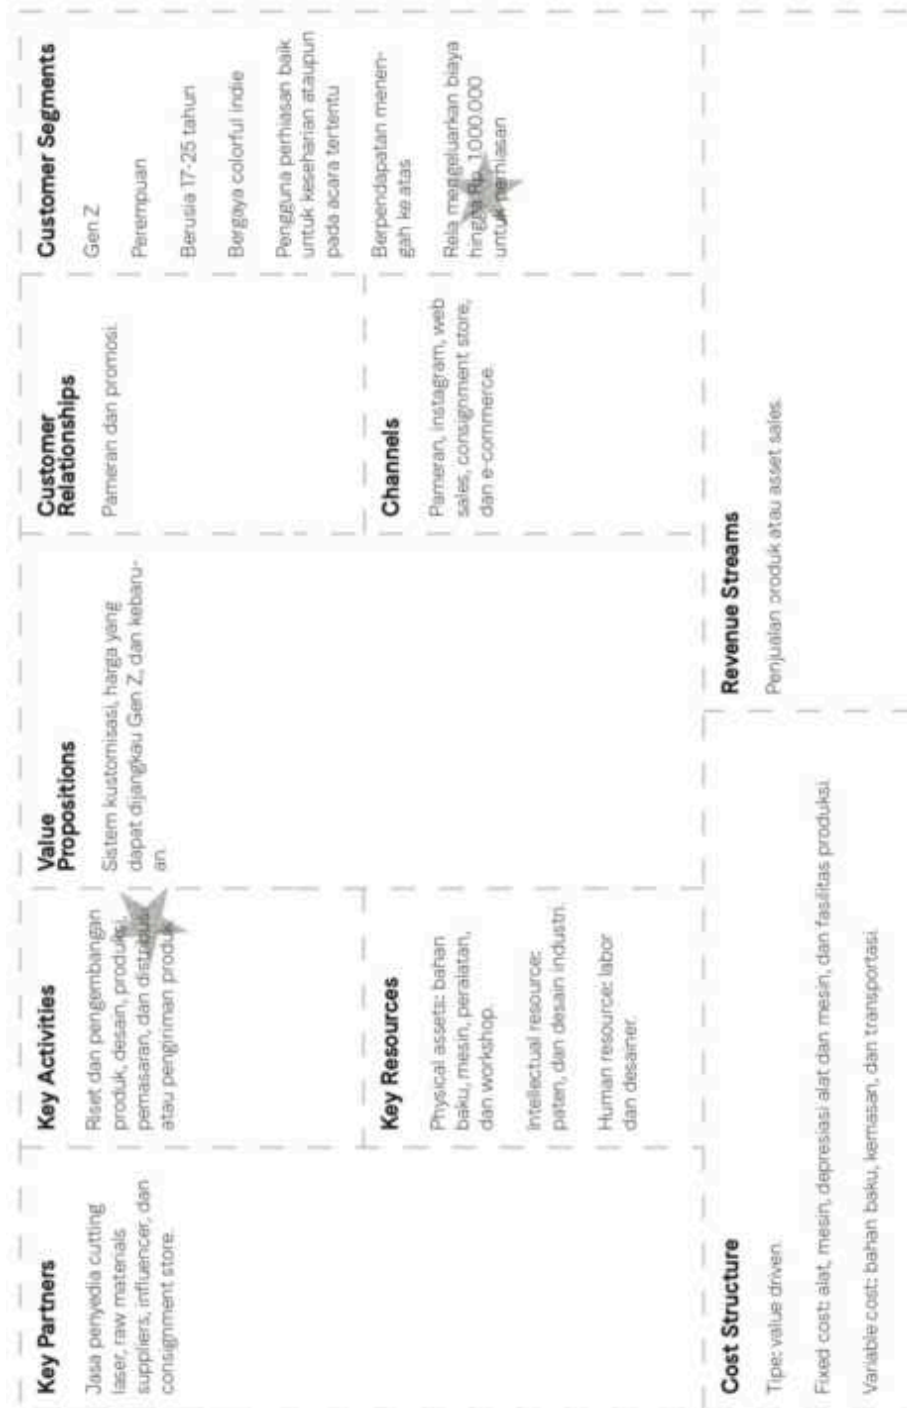 Key Partners
Jasa penyedia cutting
laser, raw materials
suppliers, influencer, dan
consignment store.
Key Activities
Riset dan pengembangan
produk, desain, produksi,
pemasaran, dan distribusi
atau pengiriman produk
Key Resources
Physical assets: bahan
baku, mesin, peralatan,
dan workshop.
Intellectual resource:
paten, dan desain industri.
Human resource: labor
dan desainer.
Value
Propositions
Sistem kustomisasi, harga yang
dapat dijangkau Gen Z, dan kebaru-
an.
Customer
Relationships
Pameran dan promosi.
Channels
Pameran, instagram, web
sales, consignment store,
dan e-commerce.
Customer Segments
Gen Z
Perempuan
Berusia 17-25 tahun
Bergaya colorful indie
Pengguna perhiasan baik
untuk keseharian ataupun
pada acara tertentu
Berpendapatan menen-
gah ke atas
Rela mengeluarkan biaya
hingga Rp. 1.000.000
untuk perhiasan
Cost Structure
Tipe: value driven.
Fixed cost: alat, mesin, depresiasi alat dan mesin, dan fasilitas produksi.
Variable cost: bahan baku, kemasan, dan transportasi.
Revenue Streams
Penjualan produk atau asset sales.